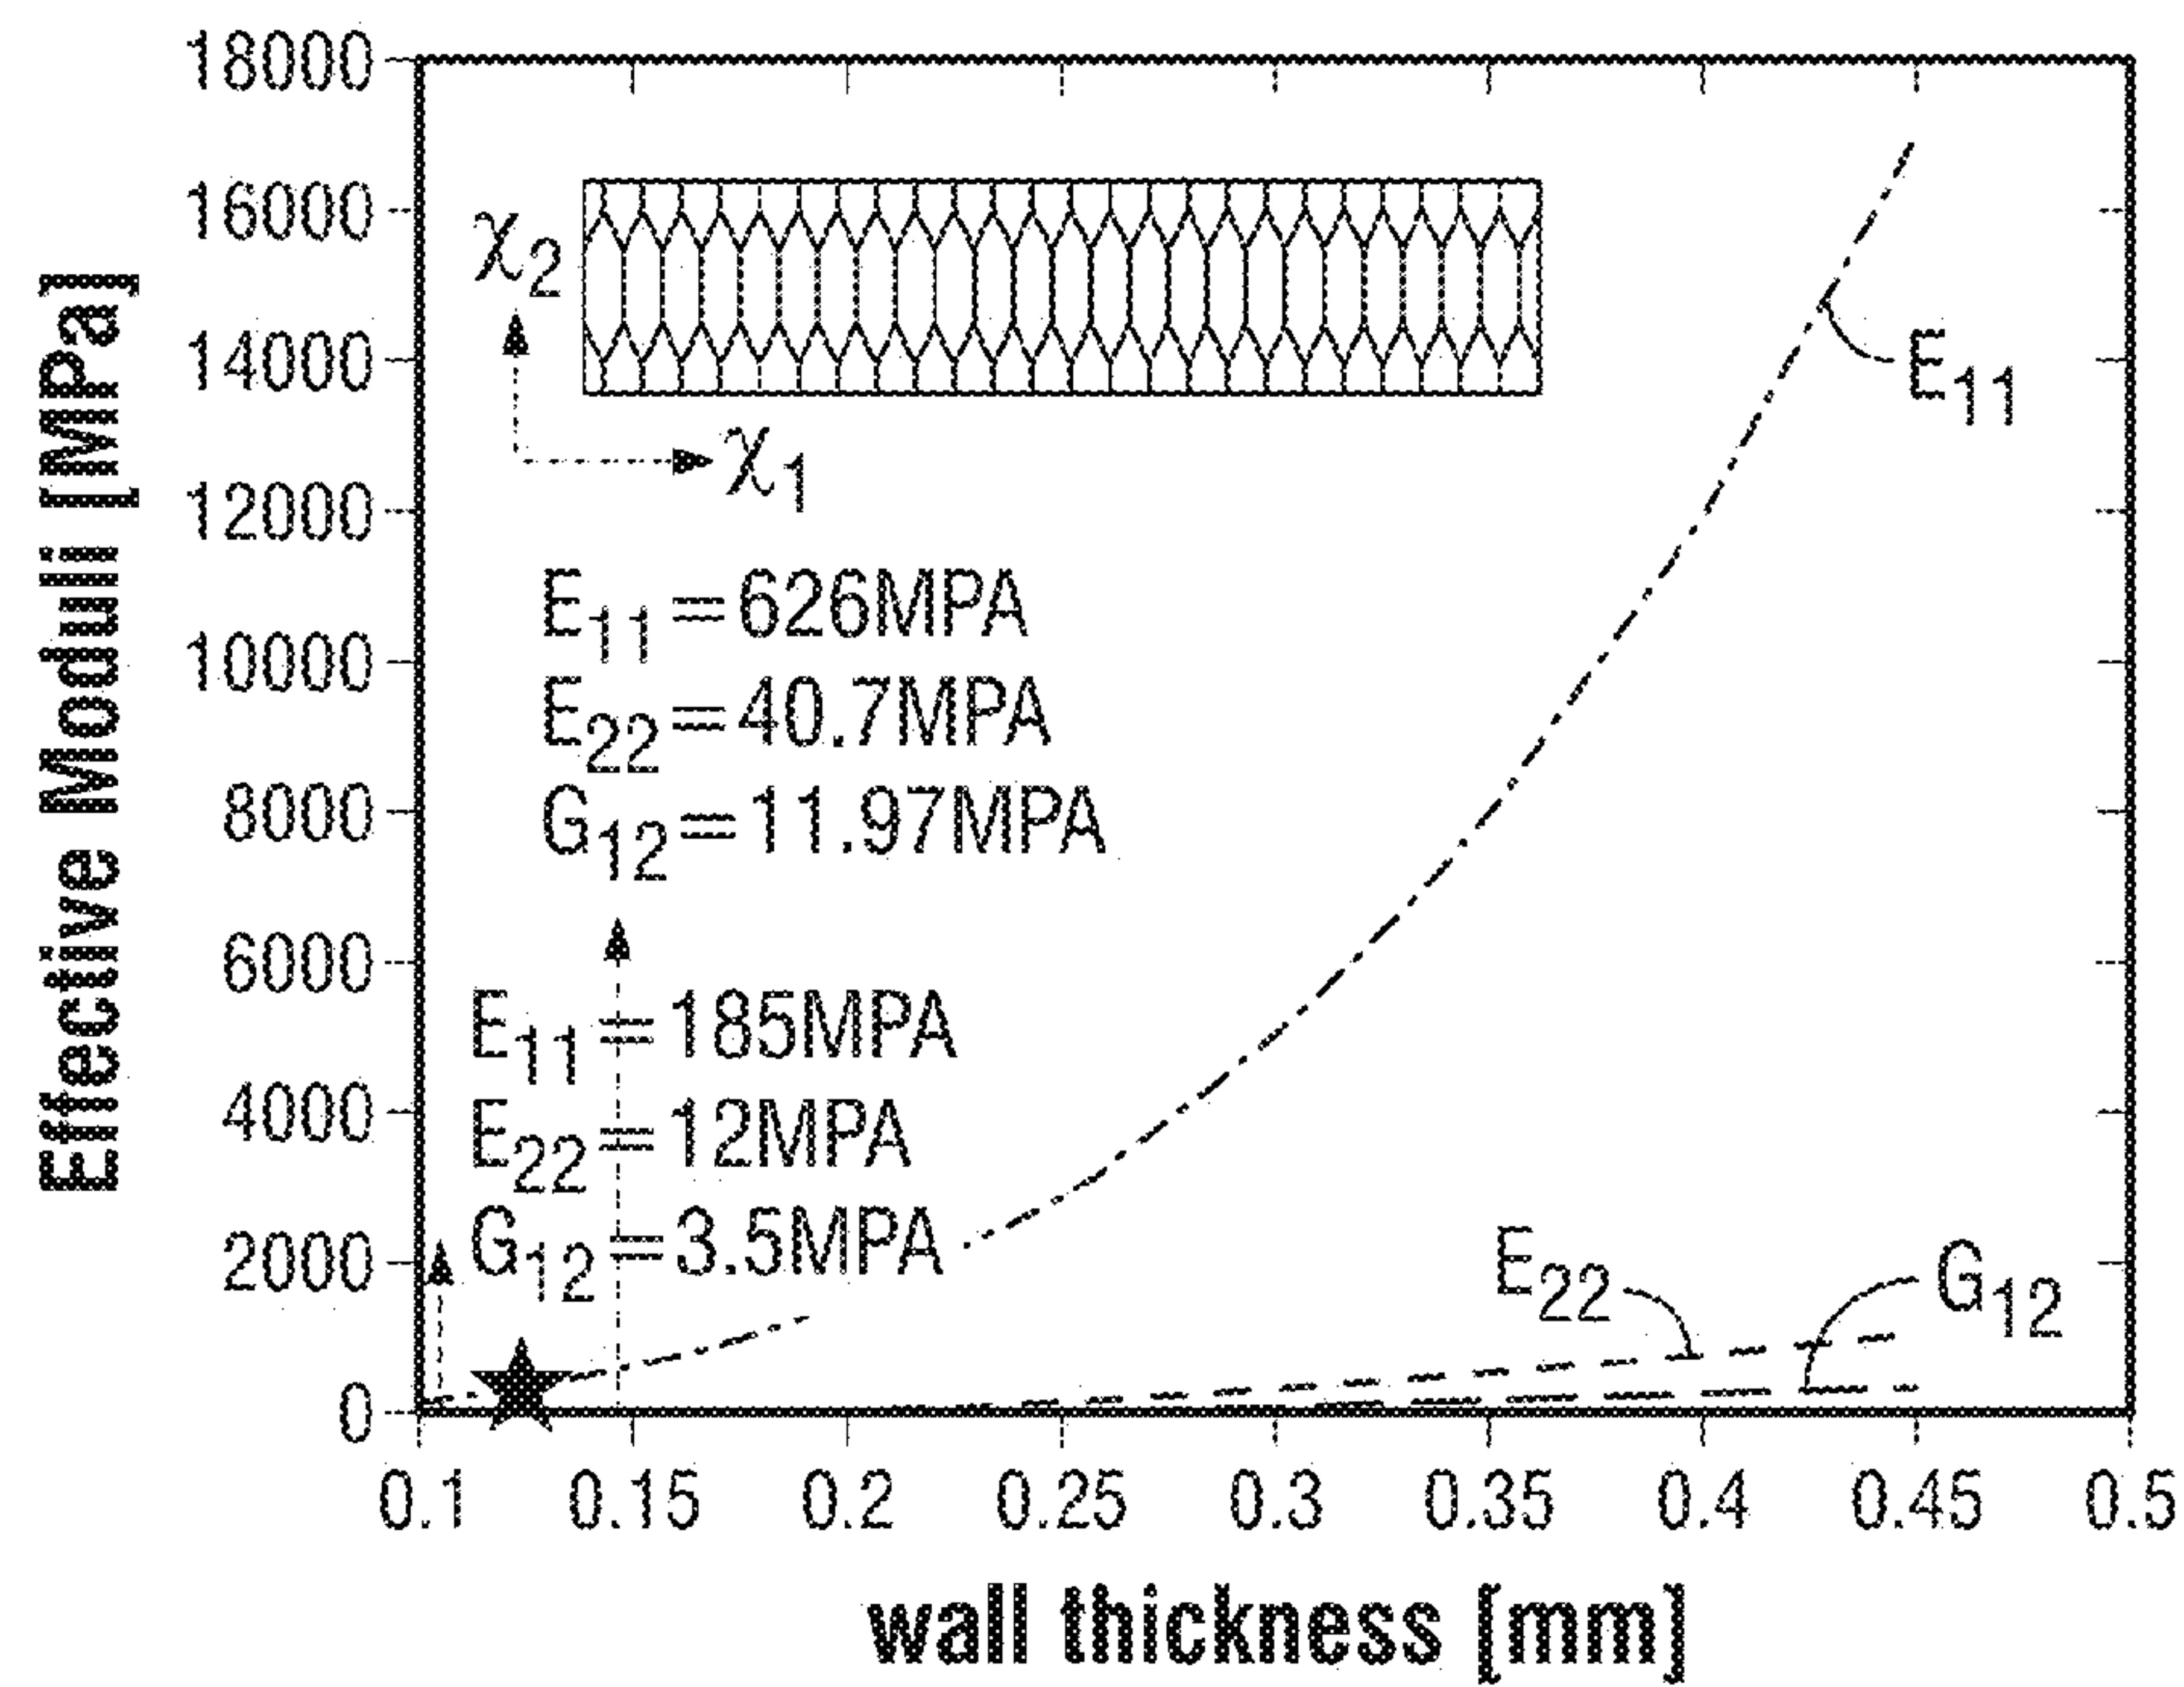 Effective Moduli [MPa]
18000
16000
14000
12000
10000
8000
6000
4000
2000
0
χ2
χ1
E11
E11=626MPA
E22=40.7MPA
G12=11.97MPA
E11=185MPA
E22=12MPA
G12=3.5MPA
E22
G12
0.1 0.15 0.2 0.25 0.3 0.35 0.4 0.45 0.5
wall thickness [mm]